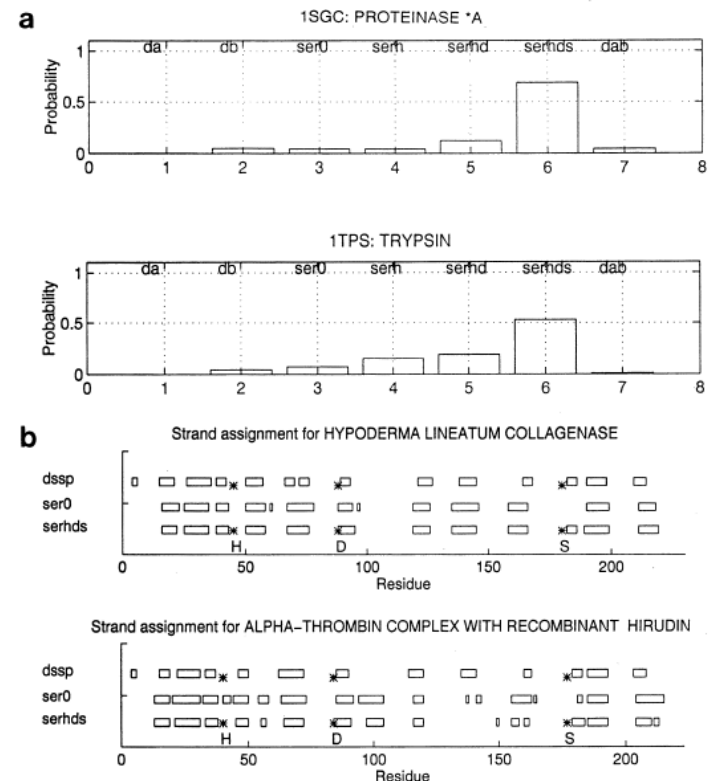 a
1SGC: PROTEINASE *A
da db ser0 serh serhd serhds dab
1
0.5
0
Probability
0 1 2 3 4 5 6 7 8
1TPS: TRYPSIN
da db ser0 serh serhd serhds dab
1
0.5
0
Probability
0 1 2 3 4 5 6 7 8
b
Strand assignment for HYPODERMA LINEATUM COLLAGENASE
dssp
ser0
serhds
H D S
0 50 100 150 200
Residue
Strand assignment for ALPHA-THROMBIN COMPLEX WITH RECOMBINANT HIRUDIN
dssp
ser0
serhds
H D S
0 50 100 150 200
Residue